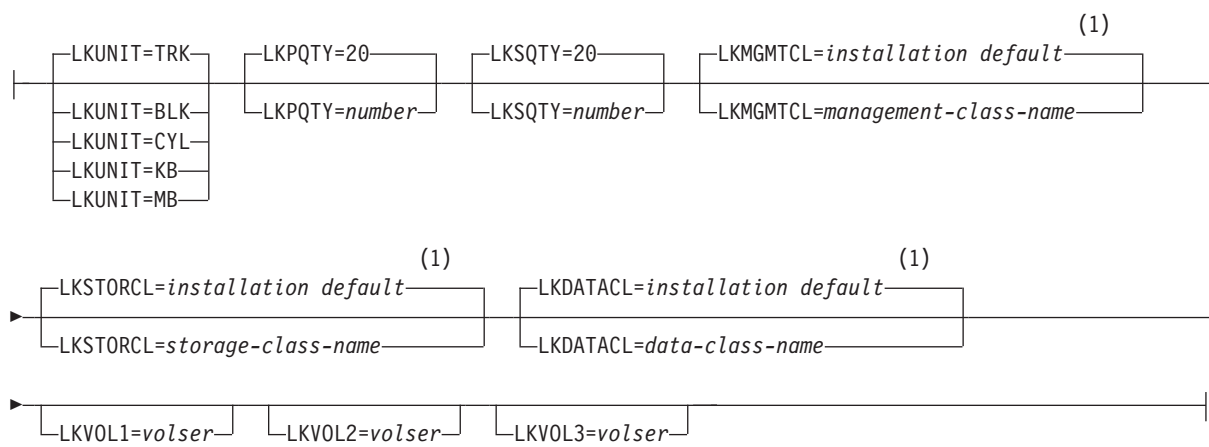 (1)
LKUNIT=TRK LKPQTY=20 LKSQTY=20 LKMGMTCL=installation default
LKUNIT=BLK LKPQTY=number LKSQTY=number LKMGMTCL=management-class-name
LKUNIT=CYL
LKUNIT=KB
LKUNIT=MB
(1) (1)
LKSTORCL=installation default LKDATACL=installation default
LKSTORCL=storage-class-name LKDATACL=data-class-name
LKVOL1=volser LKVOL2=volser LKVOL3=volser